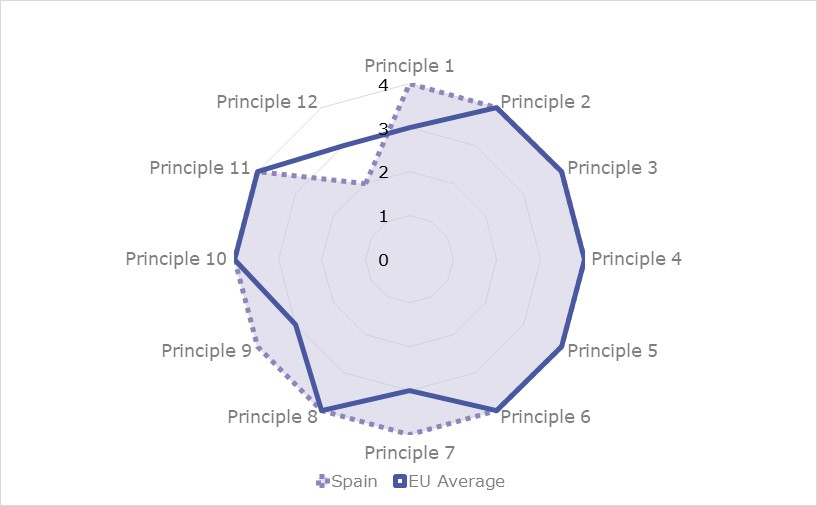 Principle 1
Principle 12
4
Principle 2
3
Principle 11
2
Principle 3
1
Principle 10
0
Principle 4
Principle 9
Principle 5
Principle 8
Principle 6
Principle 7
Spain
EU Average